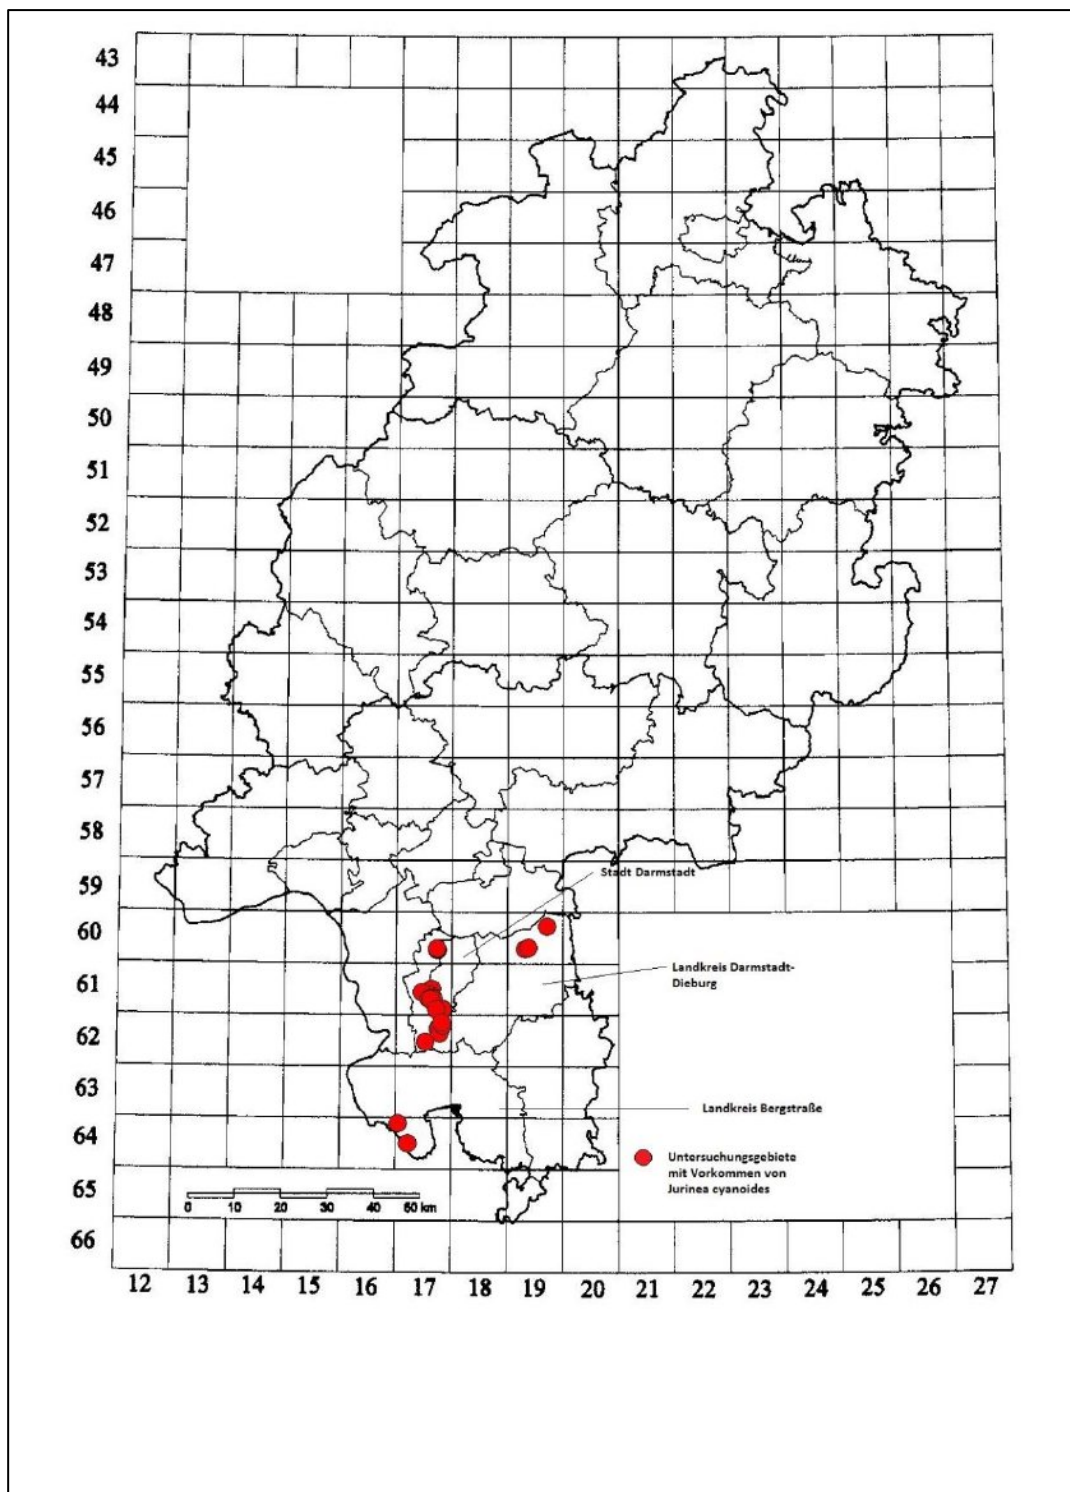 43
44
45
46
47
48
49
50
51
52
53
54
55
56
57
58
59
Stadt Darmstadt
60
61
Landkreis Darmstadt-
Dieburg
62
63
Landkreis Bergstraße
64
Untersuchungsgebiete
mit Vorkommen von
Jurinea cyanoides
65
0 10 20 30 40 50 km
66
12 13 14 15 16 17 18 19 20 21 22 23 24 25 26 27